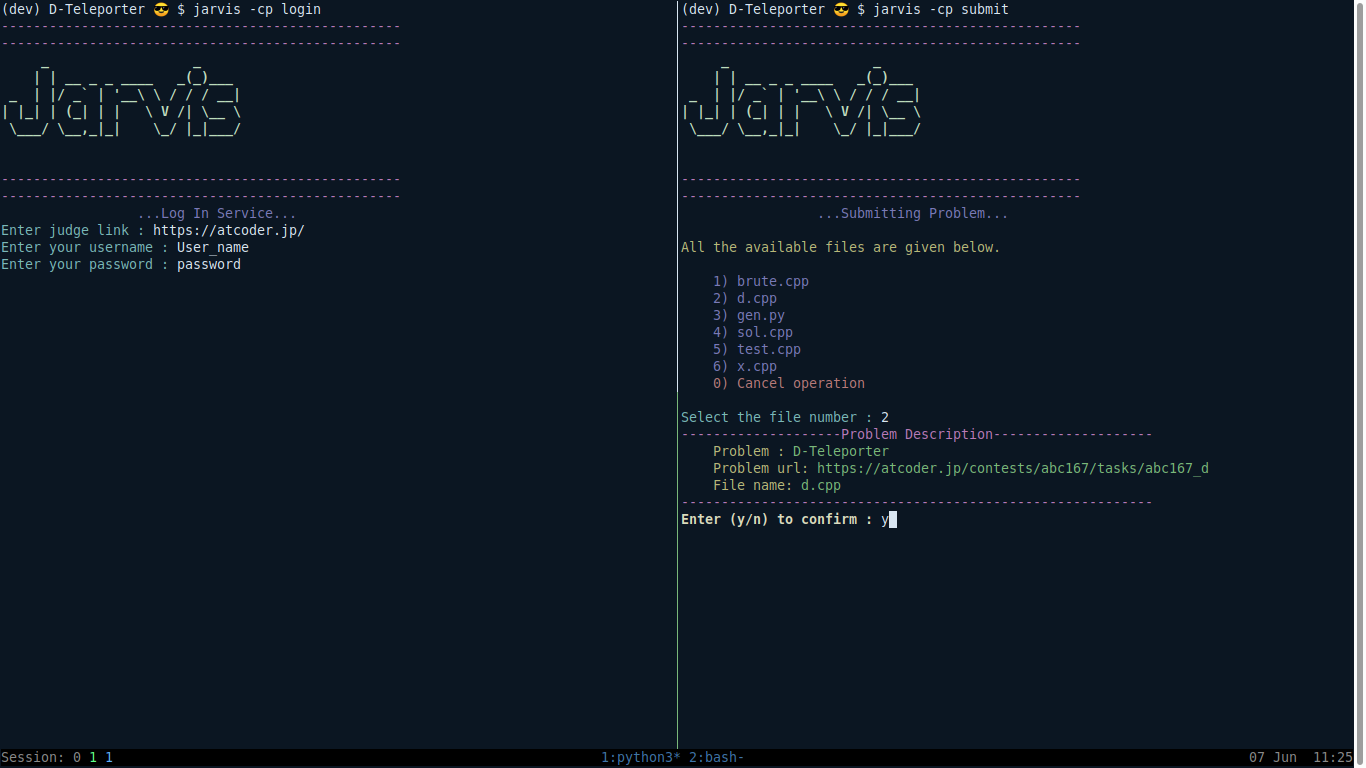 (dev) D-Teleporter 😎 $ jarvis -cp login
--------------------------------------------------
--------------------------------------------------
Jarvis
--------------------------------------------------
--------------------------------------------------
...Log In Service...
Enter judge link : https://atcoder.jp/
Enter your username : User_name
Enter your password : password
(dev) D-Teleporter 😎 $ jarvis -cp submit
--------------------------------------------------
--------------------------------------------------
Jarvis
--------------------------------------------------
--------------------------------------------------
...Submitting Problem...
All the available files are given below.
1) brute.cpp
2) d.cpp
3) gen.py
4) sol.cpp
5) test.cpp
6) x.cpp
0) Cancel operation
Select the file number : 2
--------------------Problem Description--------------------
Problem : D-Teleporter
Problem url: https://atcoder.jp/contests/abc167/tasks/abc167_d
File name: d.cpp
-----------------------------------------------------------
Enter (y/n) to confirm : y
Session: 0 1 1 1:python3* 2:bash- 07 Jun 11:25